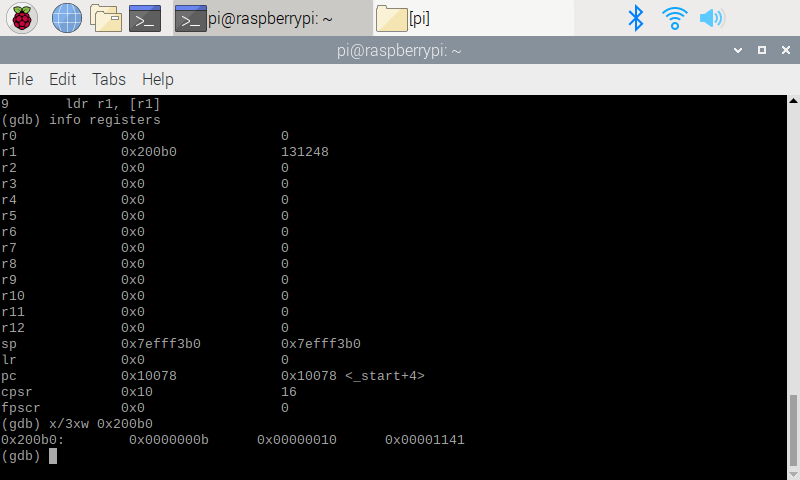 pi@raspberrypi: ~ [pi]
pi@raspberrypi: ~
File Edit Tabs Help
9       ldr r1, [r1]
(gdb) info registers
r0             0x0                 0
r1             0x200b0             131248
r2             0x0                 0
r3             0x0                 0
r4             0x0                 0
r5             0x0                 0
r6             0x0                 0
r7             0x0                 0
r8             0x0                 0
r9             0x0                 0
r10            0x0                 0
r11            0x0                 0
r12            0x0                 0
sp             0x7efff3b0          0x7efff3b0
lr             0x0                 0
pc             0x10078             0x10078 <_start+4>
cpsr           0x10                16
fpscr          0x0                 0
(gdb) x/3xw 0x200b0
0x200b0:        0x0000000b      0x00000010      0x00001141
(gdb)